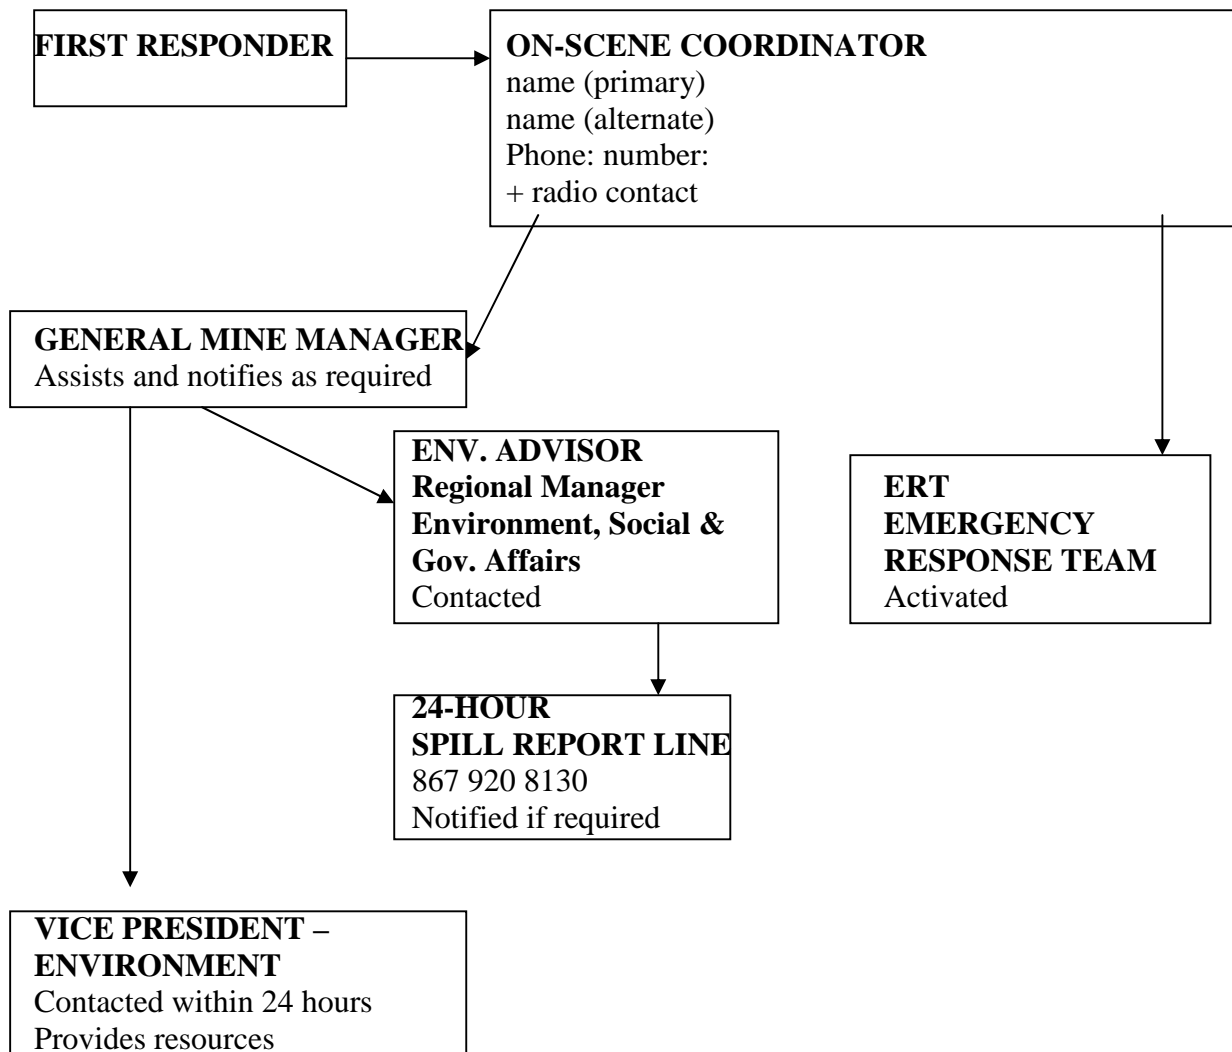 FIRST RESPONDER
ON-SCENE COORDINATOR
name (primary)
name (alternate)
Phone: number:
+ radio contact
GENERAL MINE MANAGER
Assists and notifies as required
ENV. ADVISOR
Regional Manager
Environment, Social &
Gov. Affairs
Contacted
ERT
EMERGENCY
RESPONSE TEAM
Activated
24-HOUR
SPILL REPORT LINE
867 920 8130
Notified if required
VICE PRESIDENT –
ENVIRONMENT
Contacted within 24 hours
Provides resources